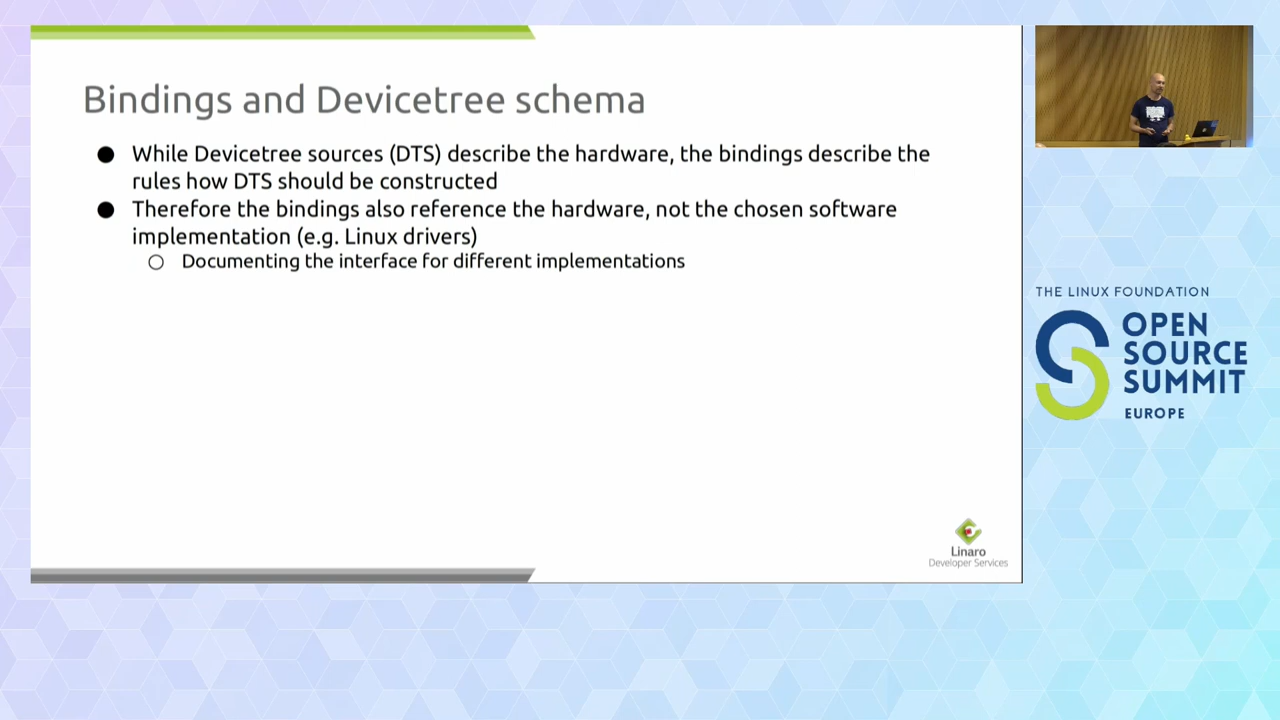 Bindings and Devicetree schema
● While Devicetree sources (DTS) describe the hardware, the bindings describe the
rules how DTS should be constructed
● Therefore the bindings also reference the hardware, not the chosen software
implementation (e.g. Linux drivers)
○ Documenting the interface for different implementations
Linaro
Developer Services
THE LINUX FOUNDATION
OPEN
SOURCE
SUMMIT
EUROPE